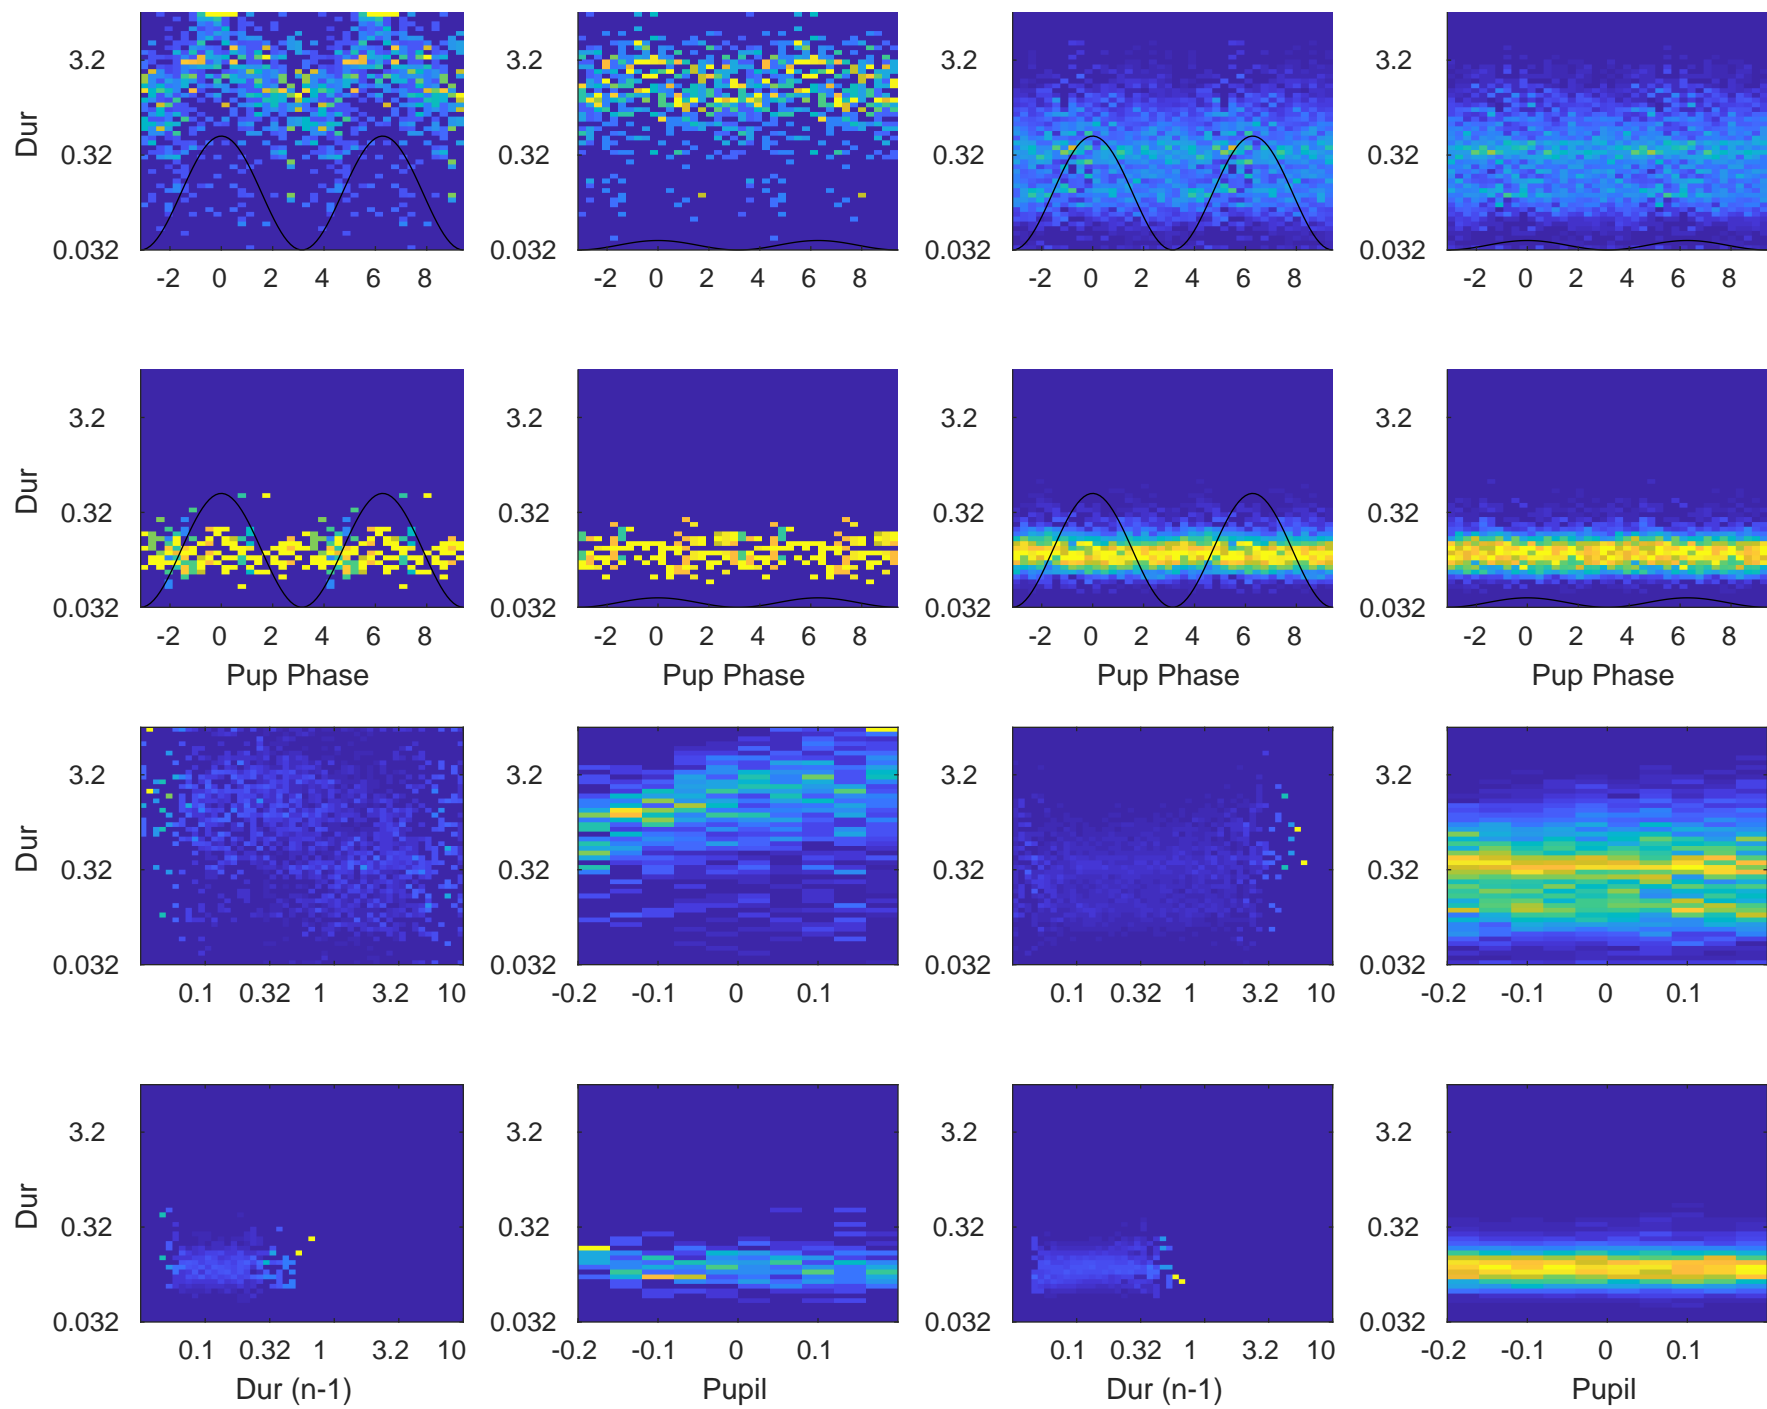 3.2 3.2 3.2 3.2
Dur
0.32 0.32 0.32 0.32
0.032 0.032 0.032 0.032
-2 0 2 4 6 8 -2 0 2 4 6 8 -2 0 2 4 6 8 -2 0 2 4 6 8
3.2 3.2 3.2 3.2
Dur
0.32 0.32 0.32 0.32
0.032 0.032 0.032 0.032
-2 0 2 4 6 8 -2 0 2 4 6 8 -2 0 2 4 6 8 -2 0 2 4 6 8
Pup Phase Pup Phase Pup Phase Pup Phase
3.2 3.2 3.2 3.2
Dur
0.32 0.32 0.32 0.32
0.032 0.032 0.032 0.032
0.1 0.32 1 3.2 10 -0.2 -0.1 0 0.1 0.1 0.32 1 3.2 10 -0.2 -0.1 0 0.1
3.2 3.2 3.2 3.2
Dur
0.32 0.32 0.32 0.32
0.032 0.032 0.032 0.032
0.1 0.32 1 3.2 10 -0.2 -0.1 0 0.1 0.1 0.32 1 3.2 10 -0.2 -0.1 0 0.1
Dur (n-1) Pupil Dur (n-1) Pupil